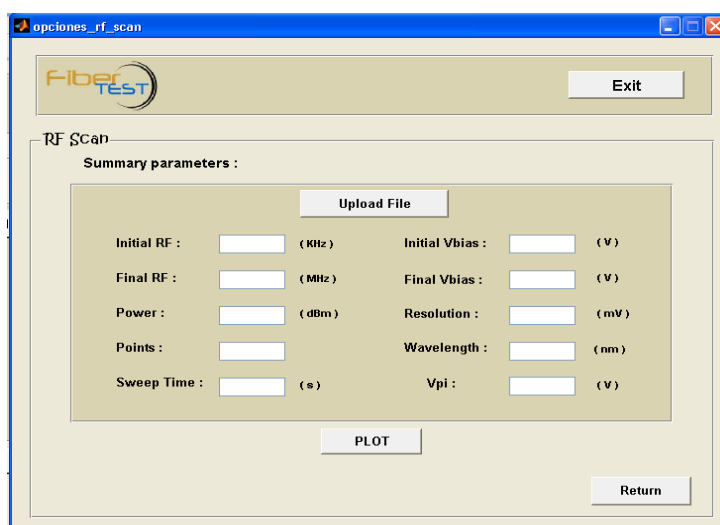 opciones_rf_scan
Fiber
TEST
Exit
RF Scan
Summary parameters :
Upload File
Initial RF : ( KHz ) Initial Vbias : ( V )
Final RF : ( MHz ) Final Vbias : ( V )
Power : ( dBm ) Resolution : ( mV )
Points : Wavelength : ( nm )
Sweep Time : ( s ) Vpi : ( V )
PLOT
Return